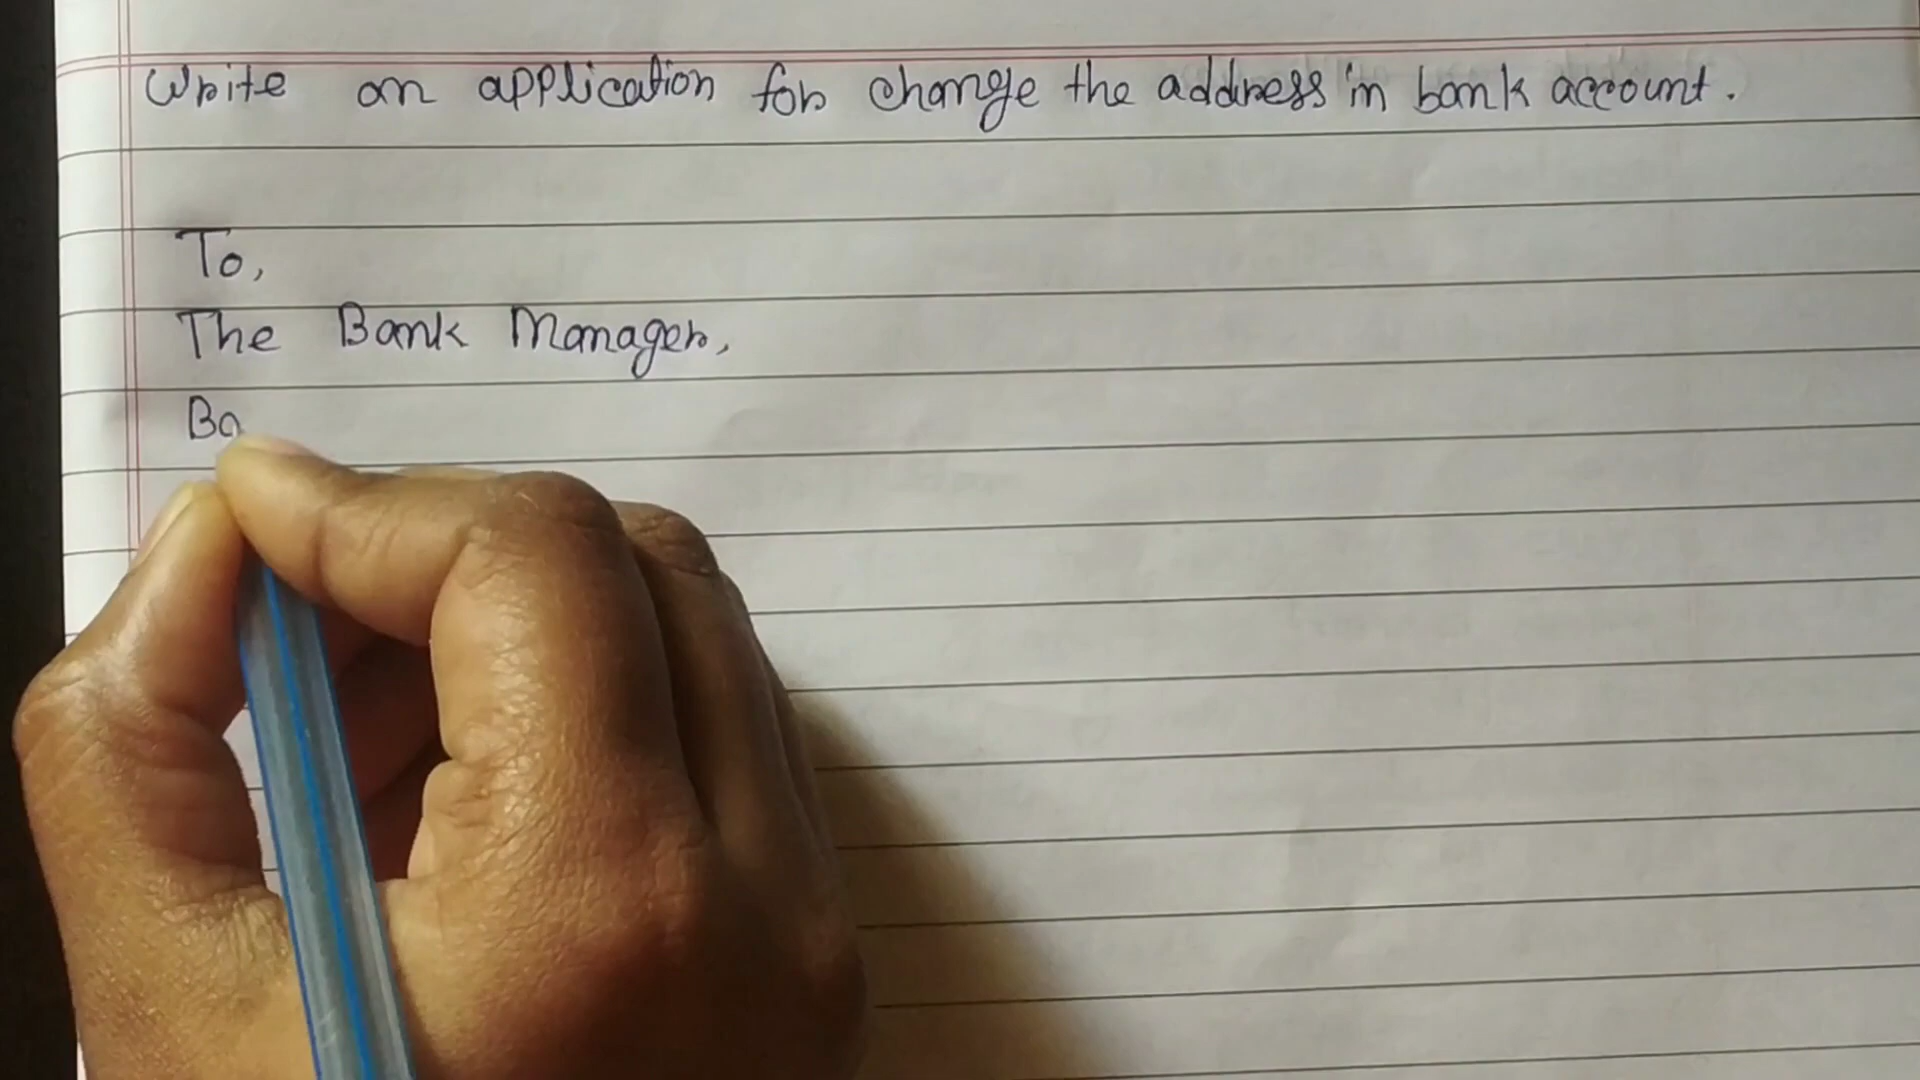 Write an application for change the address in bank account.
To,
The Bank Manager,
Ba